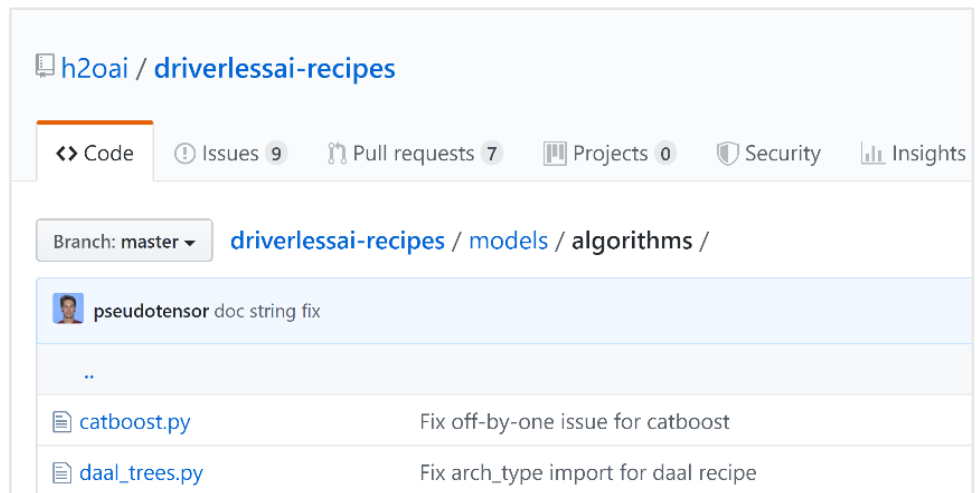 h2oai / driverlessai-recipes
<> Code Issues 9 Pull requests 7 Projects 0 Security Insights
Branch: master driverlessai-recipes / models / algorithms /
pseudotensor doc string fix
..
catboost.py Fix off-by-one issue for catboost
daal_trees.py Fix arch_type import for daal recipe